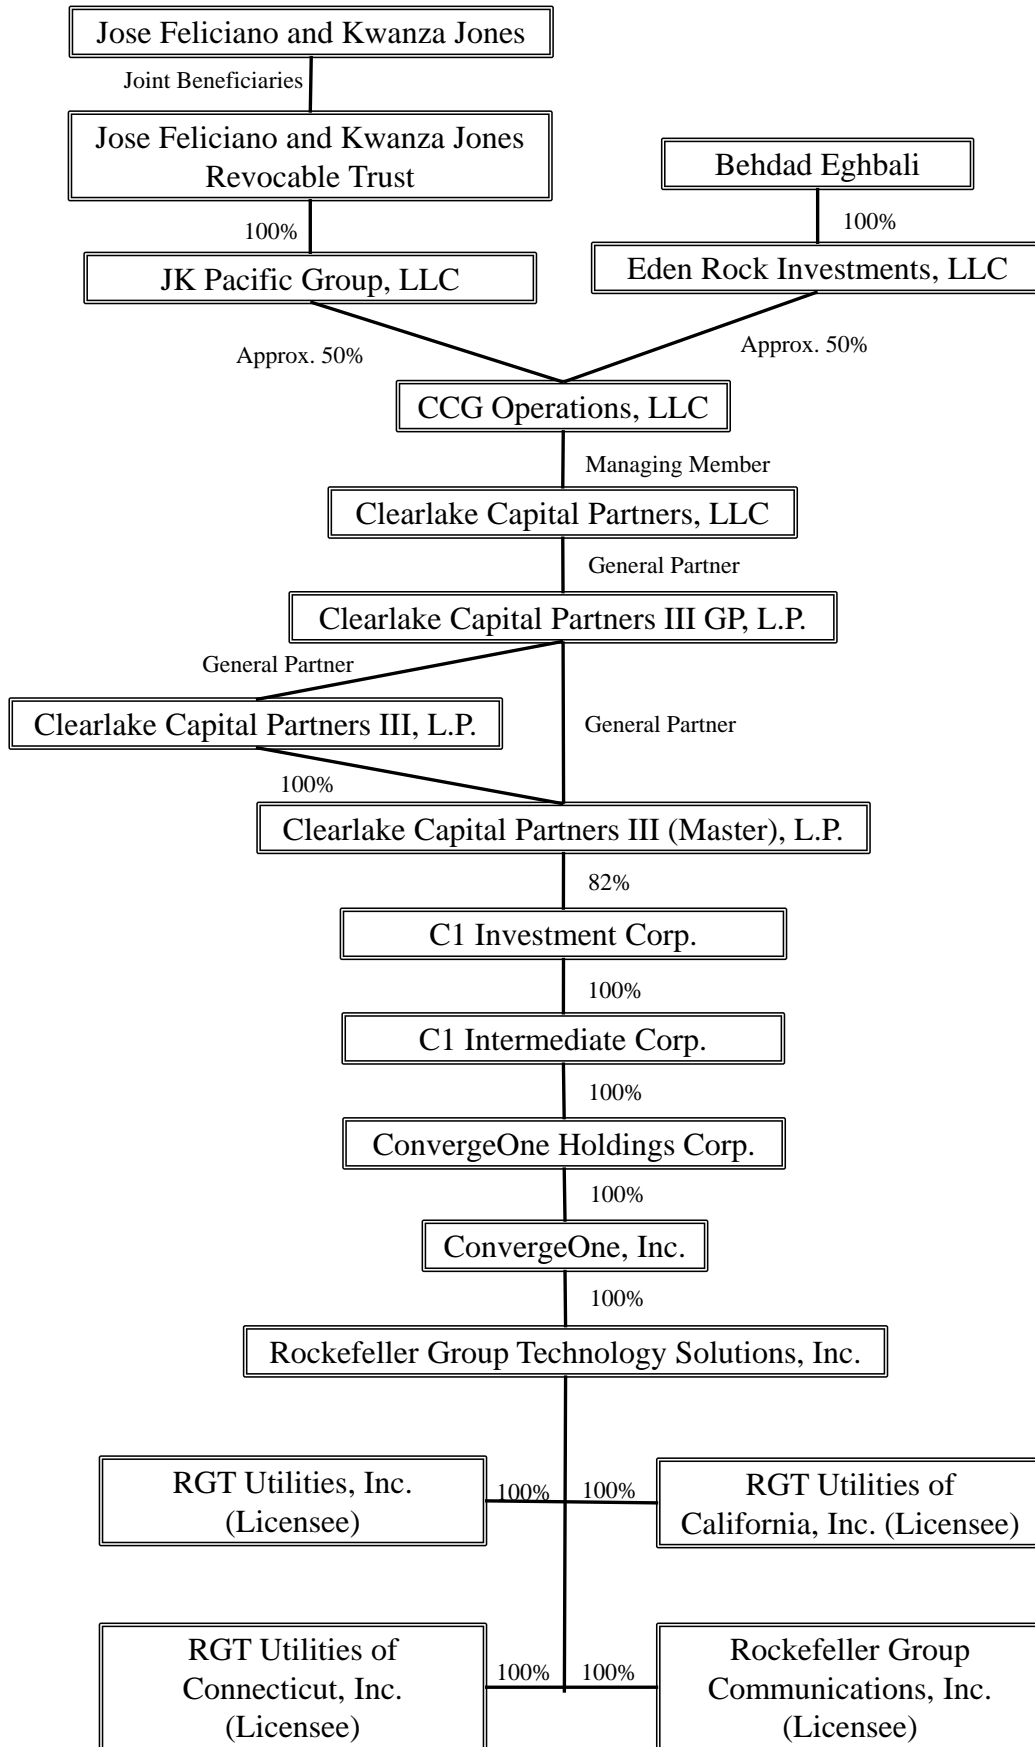 Jose Feliciano and Kwanza Jones
Joint Beneficiaries
Jose Feliciano and Kwanza Jones
Revocable Trust
Behdad Eghbali
100%
100%
JK Pacific Group, LLC
Eden Rock Investments, LLC
Approx. 50%
Approx. 50%
CCG Operations, LLC
Managing Member
Clearlake Capital Partners, LLC
General Partner
Clearlake Capital Partners III GP, L.P.
General Partner
Clearlake Capital Partners III, L.P.
General Partner
100%
Clearlake Capital Partners III (Master), L.P.
82%
C1 Investment Corp.
100%
C1 Intermediate Corp.
100%
ConvergeOne Holdings Corp.
100%
ConvergeOne, Inc.
100%
Rockefeller Group Technology Solutions, Inc.
RGT Utilities, Inc.
(Licensee)
100%
100%
RGT Utilities of
California, Inc. (Licensee)
RGT Utilities of
Connecticut, Inc.
(Licensee)
100%
100%
Rockefeller Group
Communications, Inc.
(Licensee)